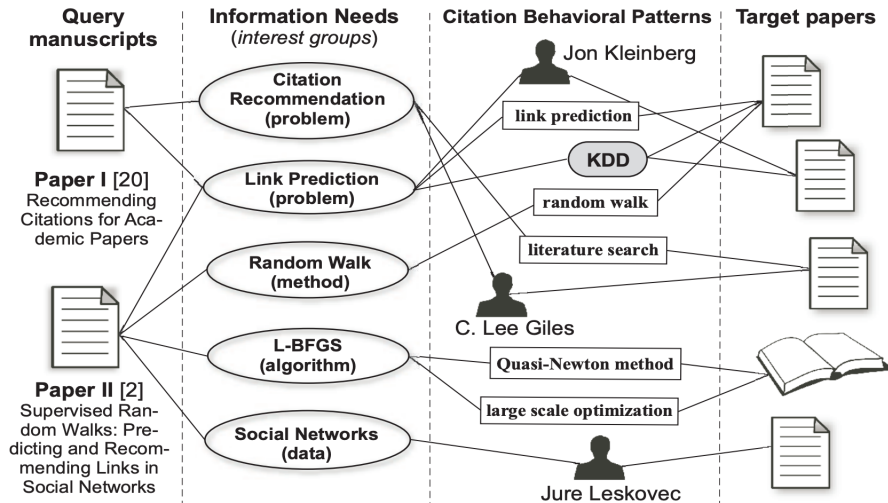 Query
manuscripts
Information Needs
(interest groups)
Citation Behavioral Patterns
Target papers
Paper I [20]
Recommending
Citations for Aca-
demic Papers
Paper II [2]
Supervised Ran-
dom Walks: Pre-
dicting and Recom-
mending Links in
Social Networks
Citation
Recommendation
(problem)
Link Prediction
(problem)
Random Walk
(method)
L-BFGS
(algorithm)
Social Networks
(data)
Jon Kleinberg
link prediction
KDD
random walk
literature search
C. Lee Giles
Quasi-Newton method
large scale optimization
Jure Leskovec